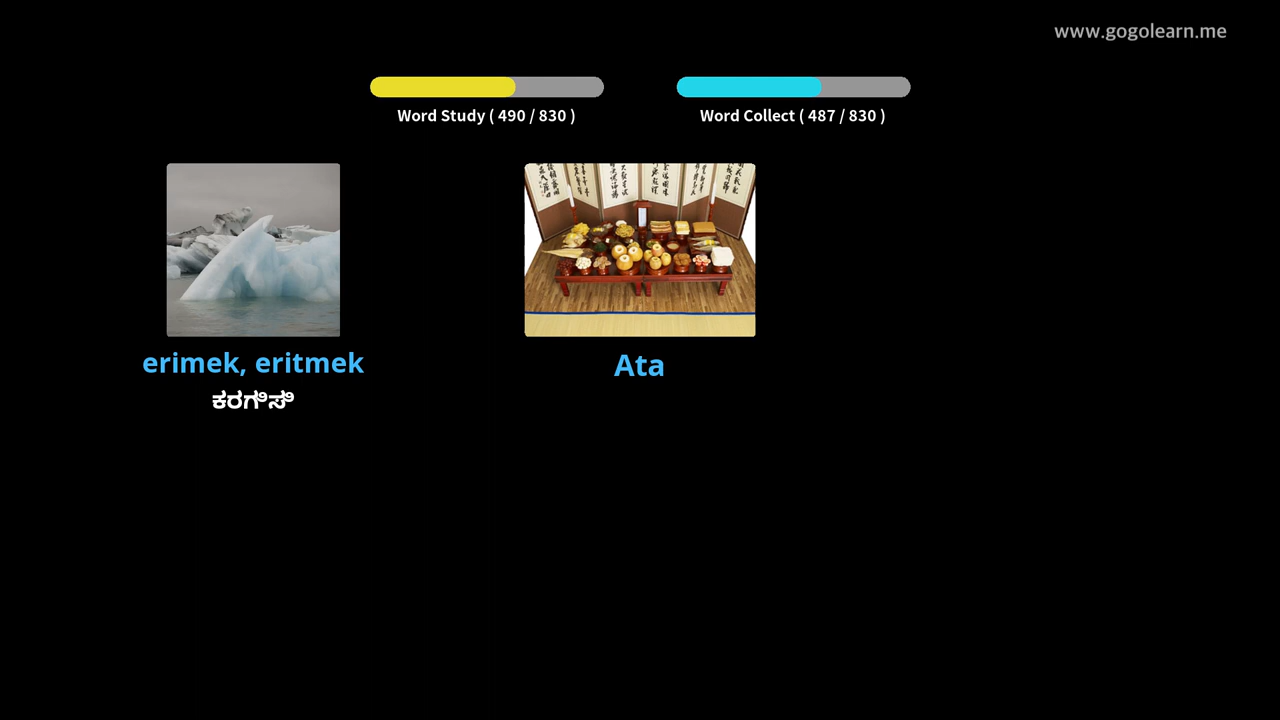 www.gogolearn.me
Word Study ( 490 / 830 )
Word Collect ( 487 / 830 )
erimek, eritmek
ಕರಗಿಸಿ
Ata